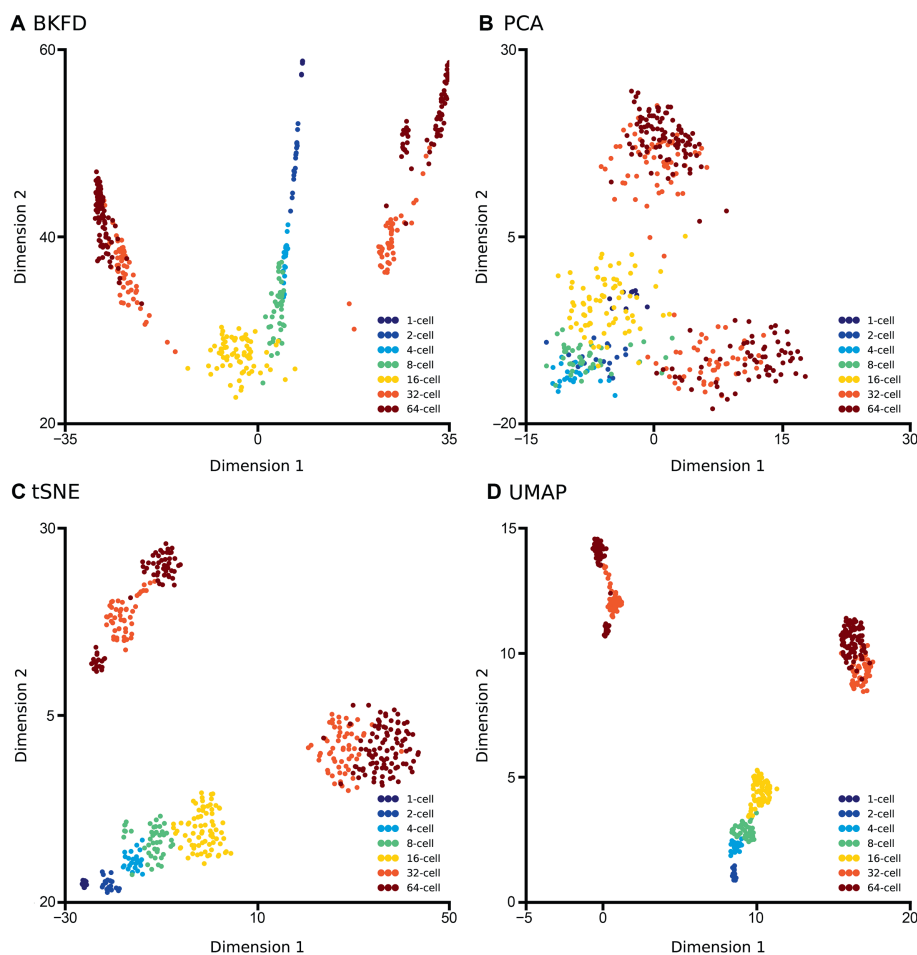 A BKFD
60
40
20
−35
0
35
Dimension 2
Dimension 1
1-cell
2-cell
4-cell
8-cell
16-cell
32-cell
64-cell
B PCA
30
5
−20
−15
0
15
30
Dimension 2
Dimension 1
1-cell
2-cell
4-cell
8-cell
16-cell
32-cell
64-cell
C tSNE
30
5
20
−30
10
50
Dimension 2
Dimension 1
1-cell
2-cell
4-cell
8-cell
16-cell
32-cell
64-cell
D UMAP
15
10
5
0
−5
0
10
20
Dimension 2
Dimension 1
1-cell
2-cell
4-cell
8-cell
16-cell
32-cell
64-cell